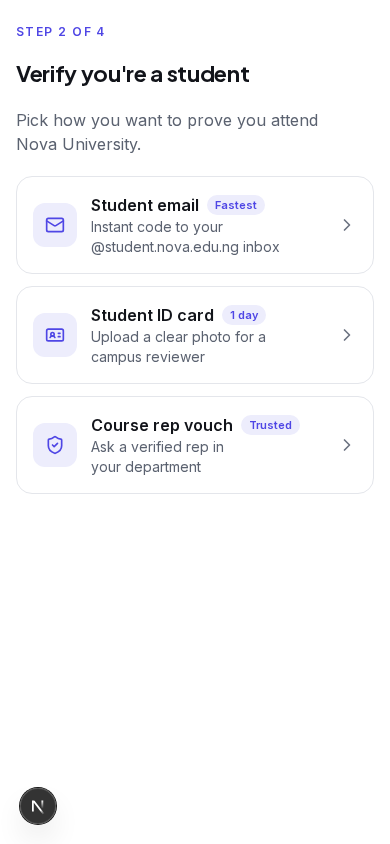 STEP 2 OF 4
Verify you're a student
Pick how you want to prove you attend
Nova University.
Student email Fastest
Instant code to your
@student.nova.edu.ng inbox
Student ID card 1 day
Upload a clear photo for a
campus reviewer
Course rep vouch Trusted
Ask a verified rep in
your department
N